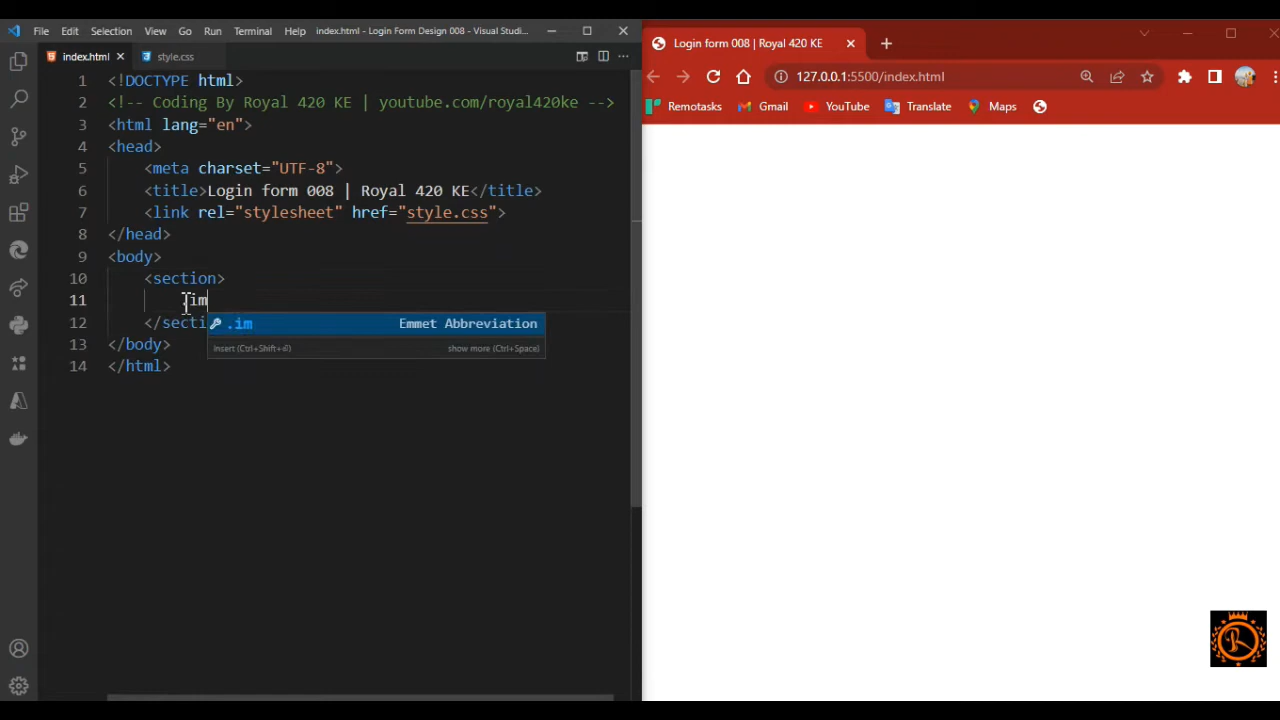 File Edit Selection View Go Run Terminal Help index.html - Login Form Design 008 - Visual Studi...
index.html style.css
1 <!DOCTYPE html>
2 <!-- Coding By Royal 420 KE | youtube.com/royal420ke -->
3 <html lang="en">
4 <head>
5 <meta charset="UTF-8">
6 <title>Login form 008 | Royal 420 KE</title>
7 <link rel="stylesheet" href="style.css">
8 </head>
9 <body>
10 <section>
11 .im
12 </secti
.im Emmet Abbreviation
Insert (Ctrl+Shift+⏎) show more (Ctrl+Space)
13 </body>
14 </html>
Login form 008 | Royal 420 KE
127.0.0.1:5500/index.html
Remotasks Gmail YouTube Translate Maps
R